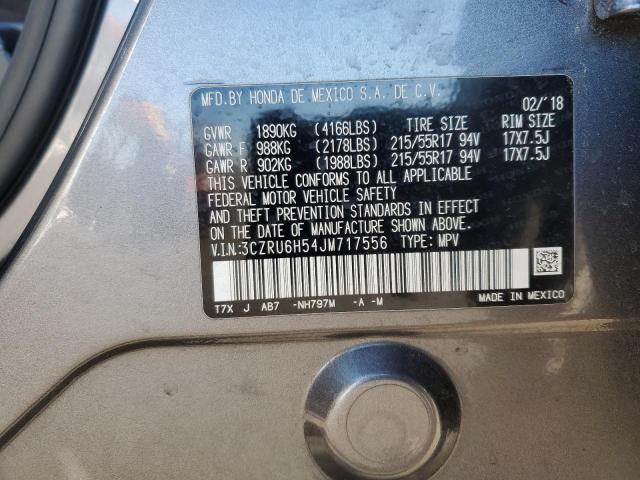 MFD.BY HONDA DE MEXICO S.A. DE C.V. 02/'18
GVWR 1890KG (4166LBS) TIRE SIZE RIM SIZE
GAWR F 988KG (2178LBS) 215/55R17 94V 17X7.5J
GAWR R 902KG (1988LBS) 215/55R17 94V 17X7.5J
THIS VEHICLE CONFORMS TO ALL APPLICABLE
FEDERAL MOTOR VEHICLE SAFETY
AND THEFT PREVENTION STANDARDS IN EFFECT
ON THE DATE OF MANUFACTURE SHOWN ABOVE.
V.I.N:3CZRU6H54JM717556 TYPE: MPV
T7X J AB7 -NH797M -A -M MADE IN MEXICO